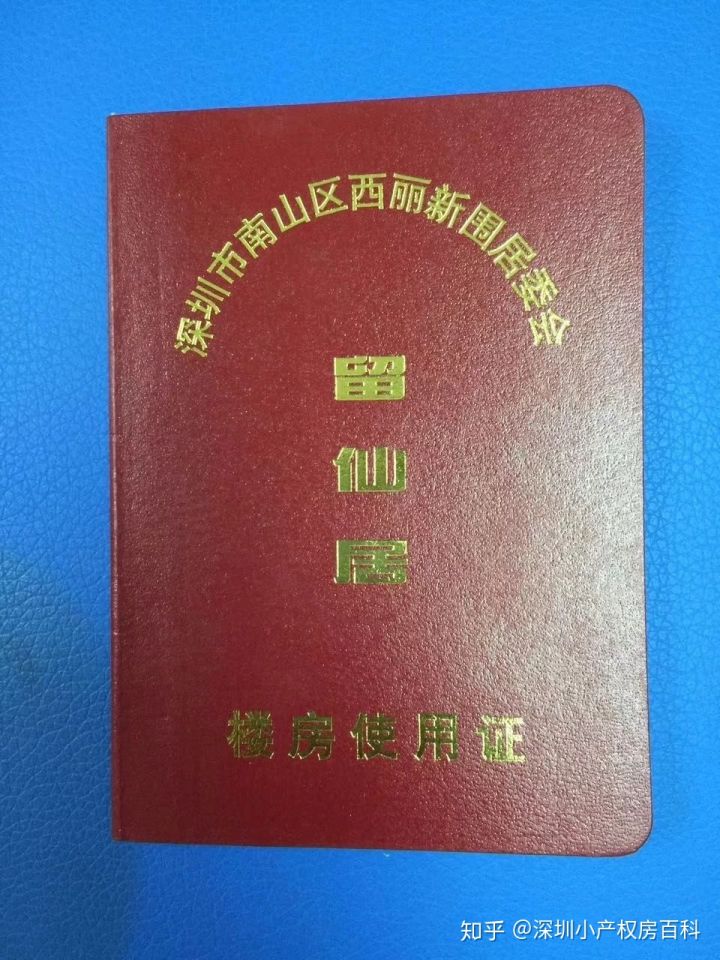 深圳市南山区西丽新围居委会
留
仙
居
楼房使用证
知乎 @深圳小产权房百科